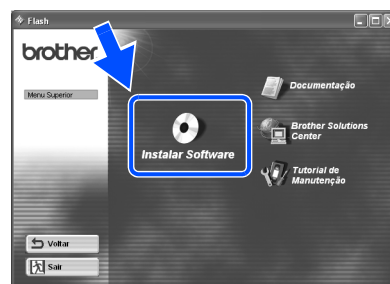 Flash
brother
Menu Superior
Instalar Software
Documentação
Brother Solutions
Center
Tutorial de
Manutenção
Voltar
Sair